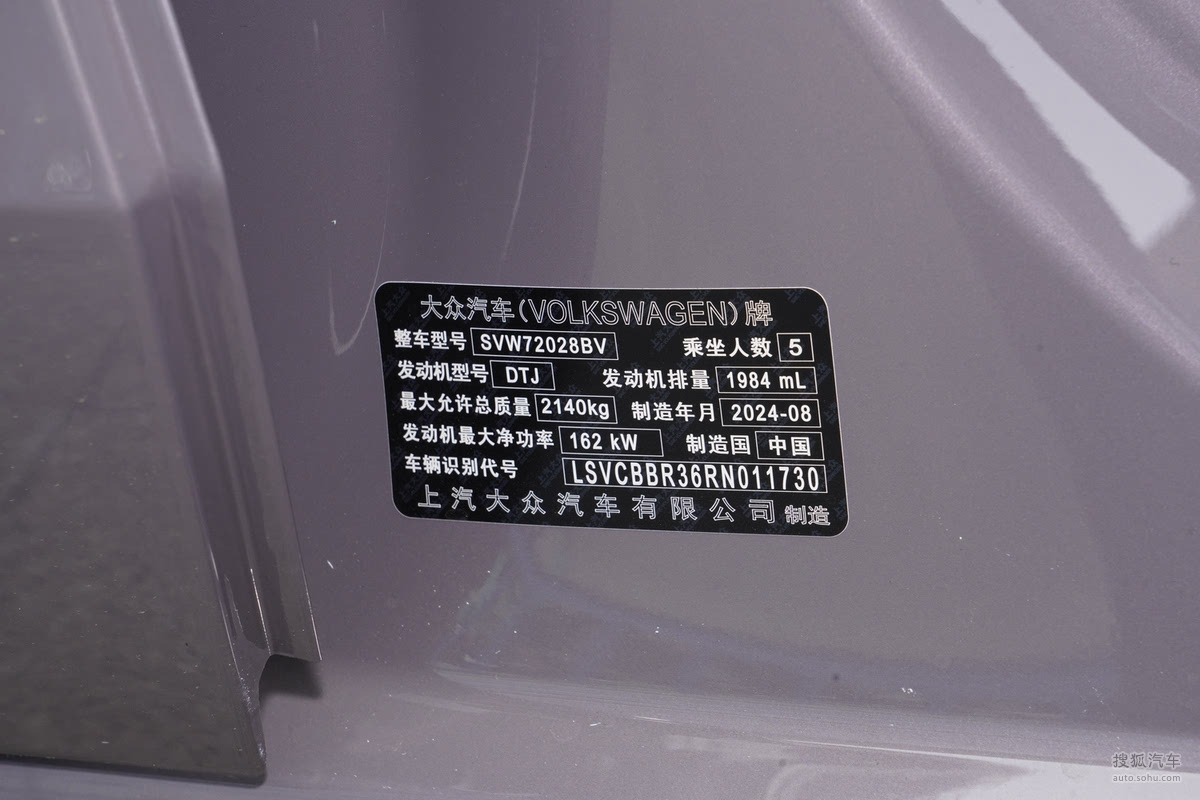 大众汽车(VOLKSWAGEN)牌
整车型号 SVW72028BV 乘坐人数 5
发动机型号 DTJ 发动机排量 1984 mL
最大允许总质量 2140kg 制造年月 2024-08
发动机最大净功率 162 kW 制造国 中国
车辆识别代号 LSVCBBR36RN011730
上汽大众汽车有限公司 制造
搜狐汽车
auto.sohu.com